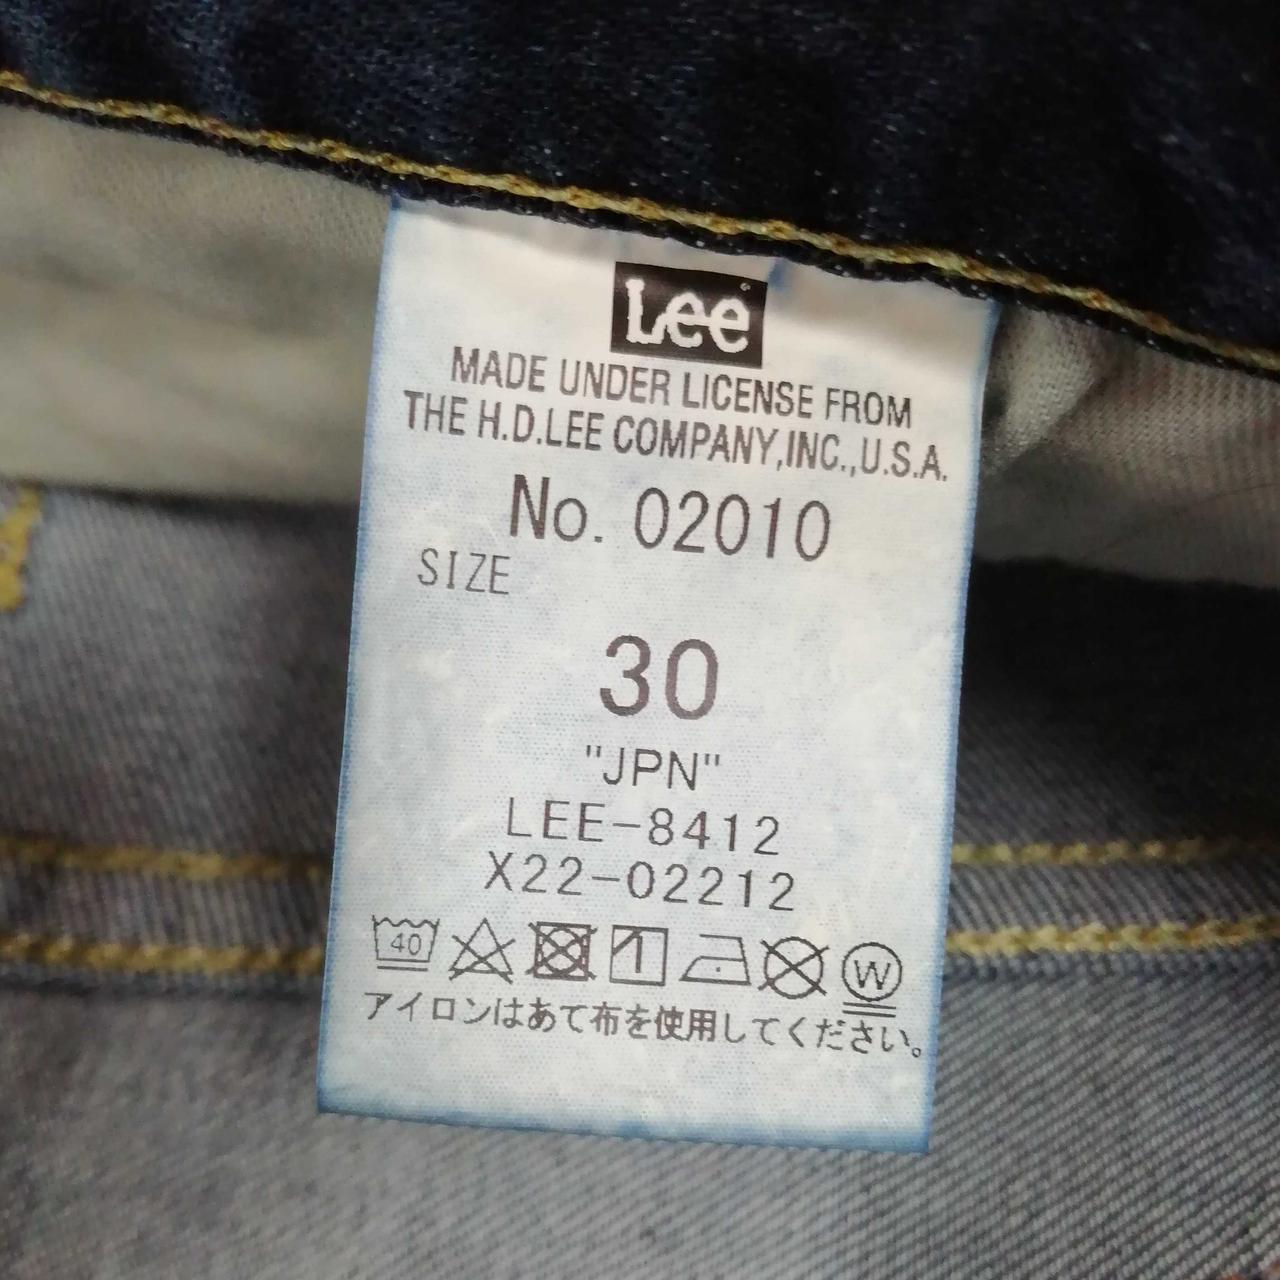 Lee
MADE UNDER LICENSE FROM
THE H.D.LEE COMPANY,INC.,U.S.A.
No. 02010
SIZE
30
"JPN"
LEE-8412
X22-02212
40 1 W
アイロンはあて布を使用してください。